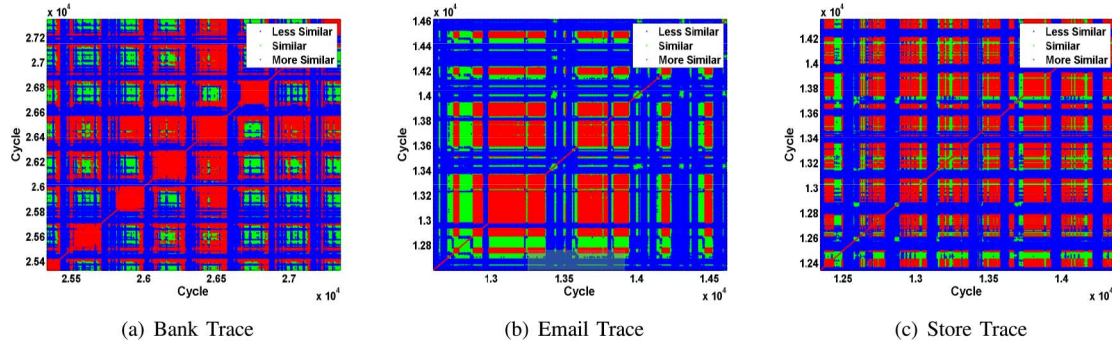 x 10⁴
2.72
2.7
2.68
2.66
2.64
2.62
2.6
2.58
2.56
2.54
Cycle
Less Similar
Similar
More Similar
2.55 2.6 2.65 2.7
Cycle
x 10⁴
(a) Bank Trace
x 10⁴
1.46
1.44
1.42
1.4
1.38
1.36
1.34
1.32
1.3
1.28
Cycle
Less Similar
Similar
More Similar
1.3 1.35 1.4 1.45
Cycle
x 10⁴
(b) Email Trace
x 10⁴
1.42
1.4
1.38
1.36
1.34
1.32
1.3
1.28
1.26
1.24
Cycle
Less Similar
Similar
More Similar
1.25 1.3 1.35 1.4
Cycle
x 10⁴
(c) Store Trace